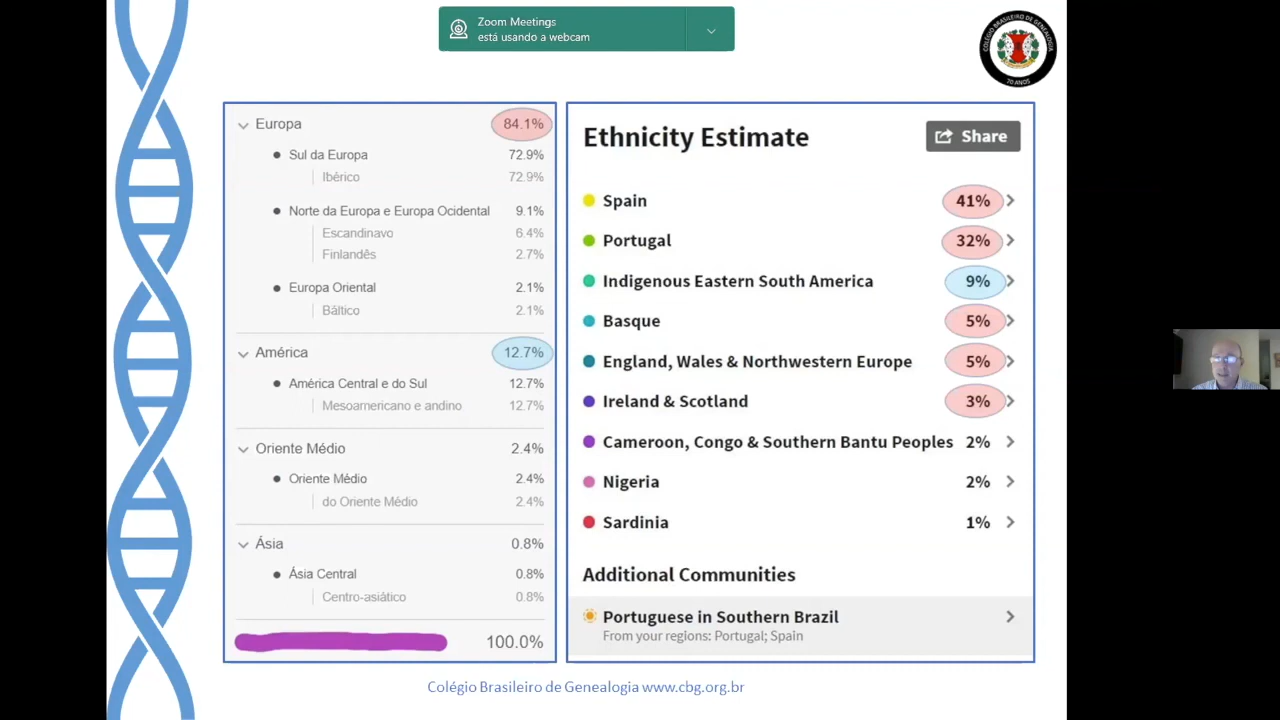 Zoom Meetings
está usando a webcam
COLÉGIO BRASILEIRO DE GENEALOGIA
70 ANOS
Europa 84.1%
Sul da Europa 72.9%
Ibérico 72.9%
Norte da Europa e Europa Ocidental 9.1%
Escandinavo 6.4%
Finlandês 2.7%
Europa Oriental 2.1%
Báltico 2.1%
América 12.7%
América Central e do Sul 12.7%
Mesoamericano e andino 12.7%
Oriente Médio 2.4%
Oriente Médio 2.4%
do Oriente Médio 2.4%
Ásia 0.8%
Ásia Central 0.8%
Centro-asiático 0.8%
100.0%
Ethnicity Estimate
Share
Spain 41%
Portugal 32%
Indigenous Eastern South America 9%
Basque 5%
England, Wales & Northwestern Europe 5%
Ireland & Scotland 3%
Cameroon, Congo & Southern Bantu Peoples 2%
Nigeria 2%
Sardinia 1%
Additional Communities
Portuguese in Southern Brazil
From your regions: Portugal; Spain
Colégio Brasileiro de Genealogia www.cbg.org.br